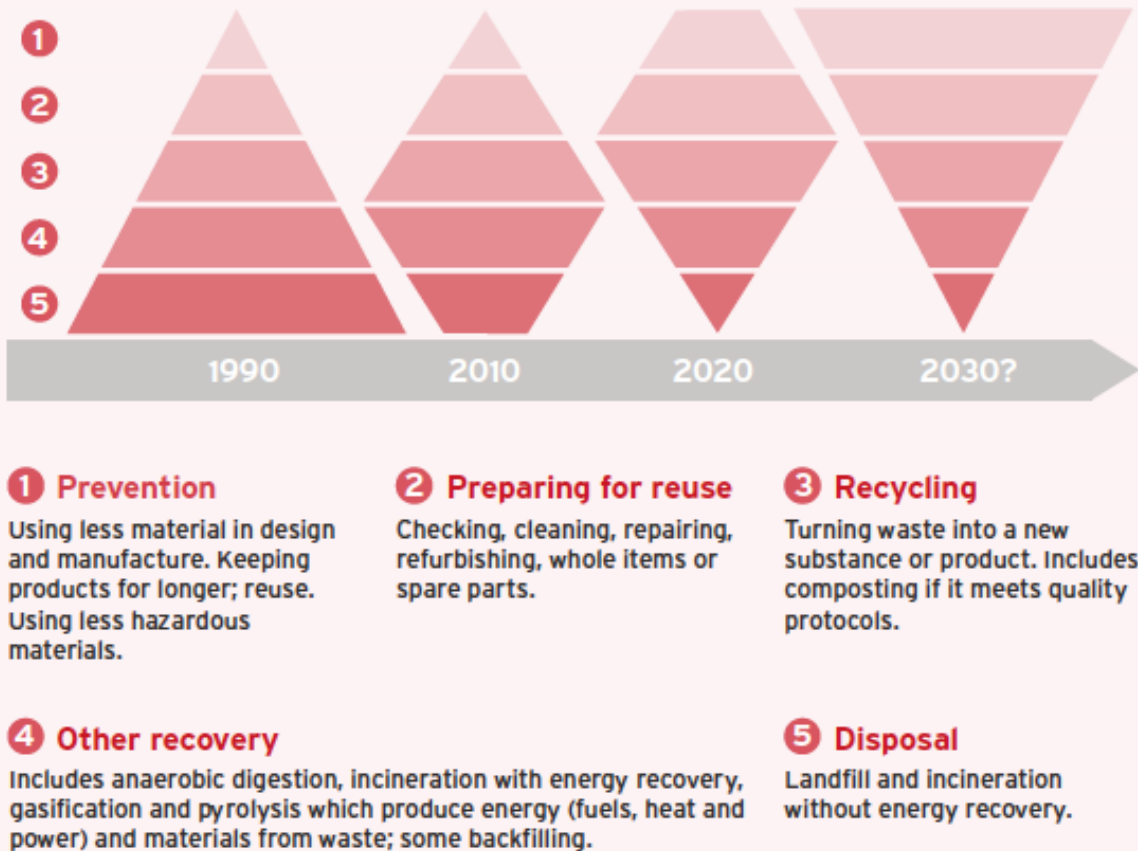 1
2
3
4
5
1990 2010 2020 2030?
1 Prevention
Using less material in design
and manufacture. Keeping
products for longer; reuse.
Using less hazardous
materials.
2 Preparing for reuse
Checking, cleaning, repairing,
refurbishing, whole items or
spare parts.
3 Recycling
Turning waste into a new
substance or product. Includes
composting if it meets quality
protocols.
4 Other recovery
Includes anaerobic digestion, incineration with energy recovery,
gasification and pyrolysis which produce energy (fuels, heat and
power) and materials from waste; some backfilling.
5 Disposal
Landfill and incineration
without energy recovery.